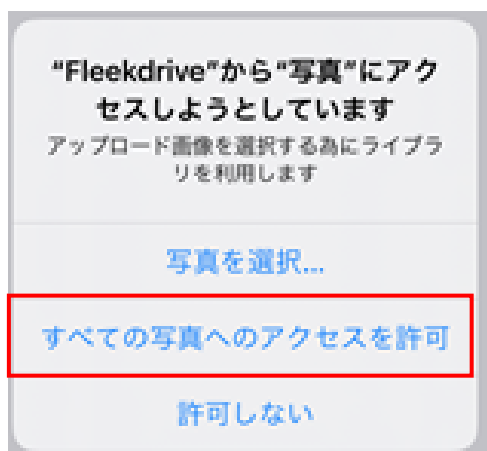 “Fleekdrive”から“写真”にアク
セスしようとしています
アップロード画像を選択する為にライブラ
リを利用します
写真を選択...
すべての写真へのアクセスを許可
許可しない